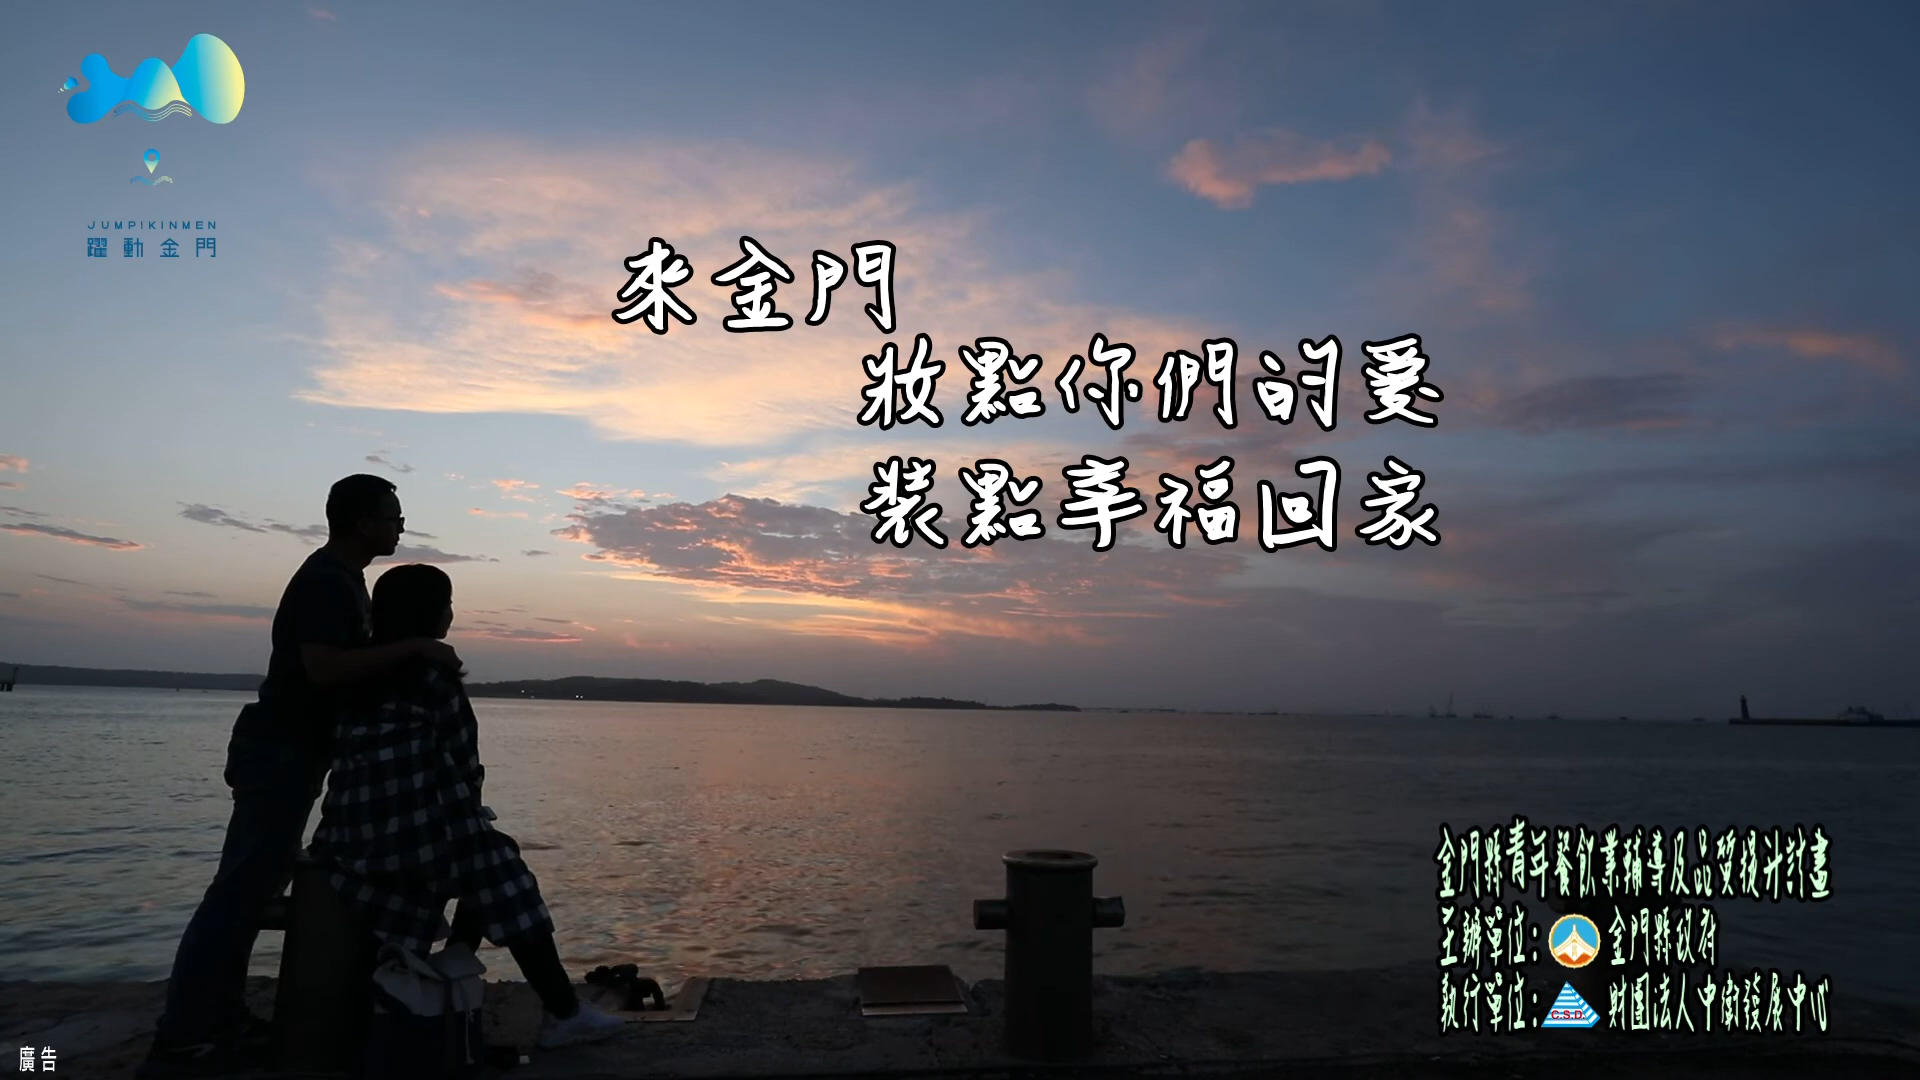 JUMP!KINMEN
躍動金門
來金門
妝點你們的愛
裝點幸福回家
金門縣青年餐飲業輔導及品質提升計畫
主辦單位: 金門縣政府
執行單位: C.S.D. 財團法人中衛發展中心
廣告